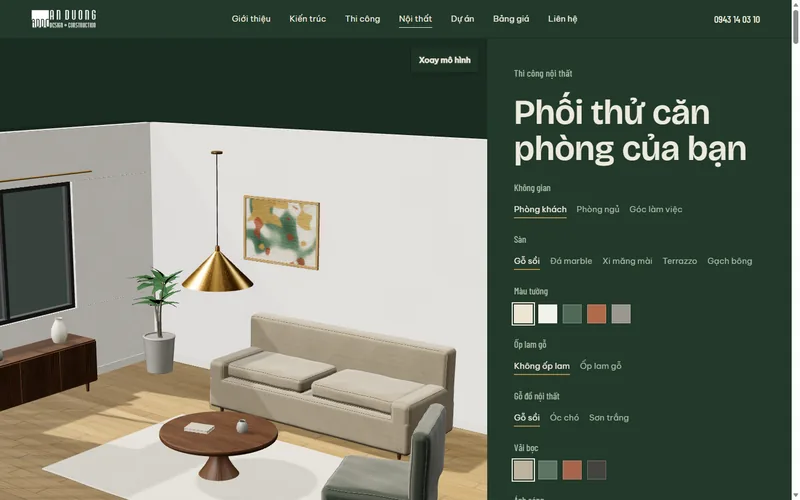 AN DUONG
ADDC DESIGN + CONSTRUCTION
Giới thiệu Kiến trúc Thi công Nội thất Dự án Bảng giá Liên hệ
0943 14 03 10
Xoay mô hình
Thi công nội thất
Phối thử căn
phòng của bạn
Không gian
Phòng khách Phòng ngủ Góc làm việc
Sàn
Gỗ sồi Đá marble Xi măng mài Terrazzo Gạch bông
Màu tường
Ốp lam gỗ
Không ốp lam Ốp lam gỗ
Gỗ đồ nội thất
Gỗ sồi Óc chó Sơn trắng
Vải bọc
Ánh sáng